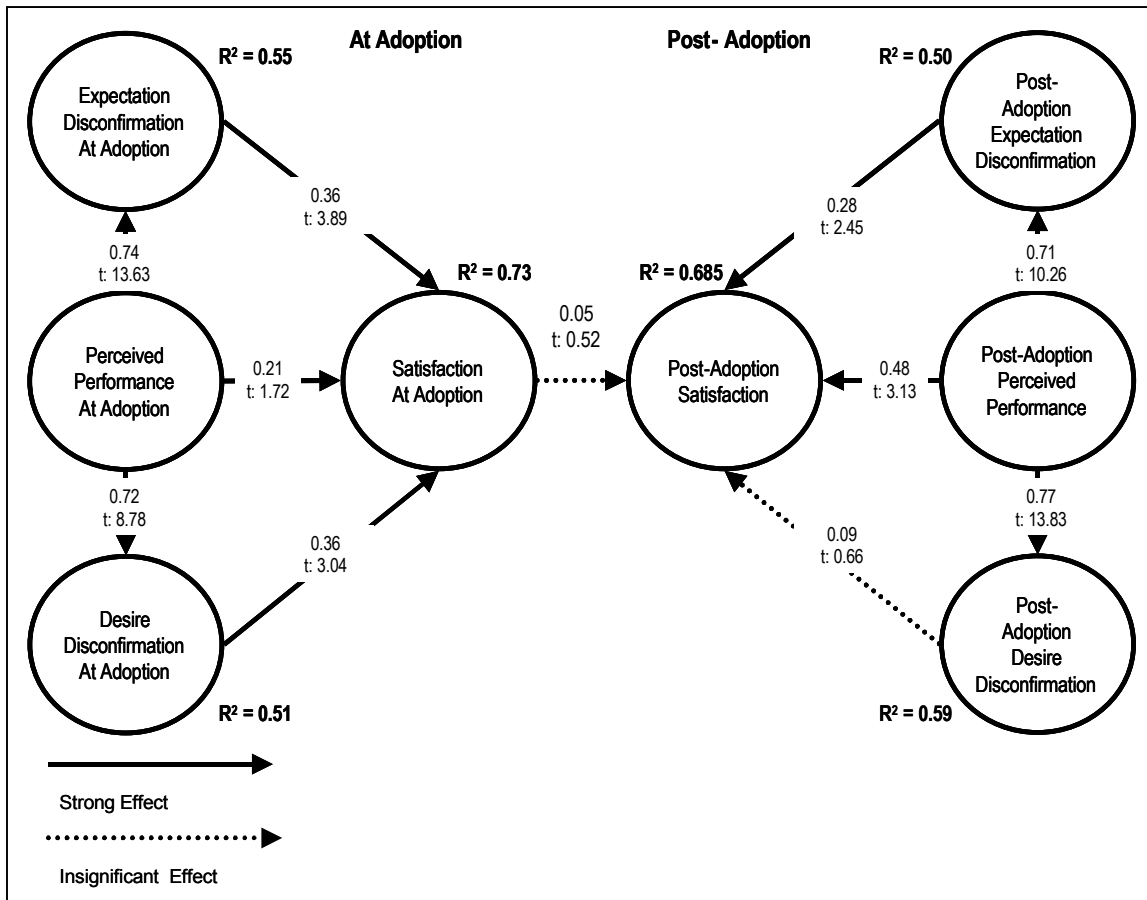 At Adoption
Post- Adoption
R² = 0.55
Expectation
Disconfirmation
At Adoption
R² = 0.50
Post-
Adoption
Expectation
Disconfirmation
0.36
t: 3.89
0.28
t: 2.45
0.74
t: 13.63
0.71
t: 10.26
R² = 0.73
R² = 0.685
Perceived
Performance
At Adoption
0.21
t: 1.72
Satisfaction
At Adoption
0.05
t: 0.52
Post-Adoption
Satisfaction
0.48
t: 3.13
Post-Adoption
Perceived
Performance
0.72
t: 8.78
0.77
t: 13.83
0.36
t: 3.04
0.09
t: 0.66
Desire
Disconfirmation
At Adoption
R² = 0.51
Post-
Adoption
Desire
Disconfirmation
R² = 0.59
Strong Effect
Insignificant Effect